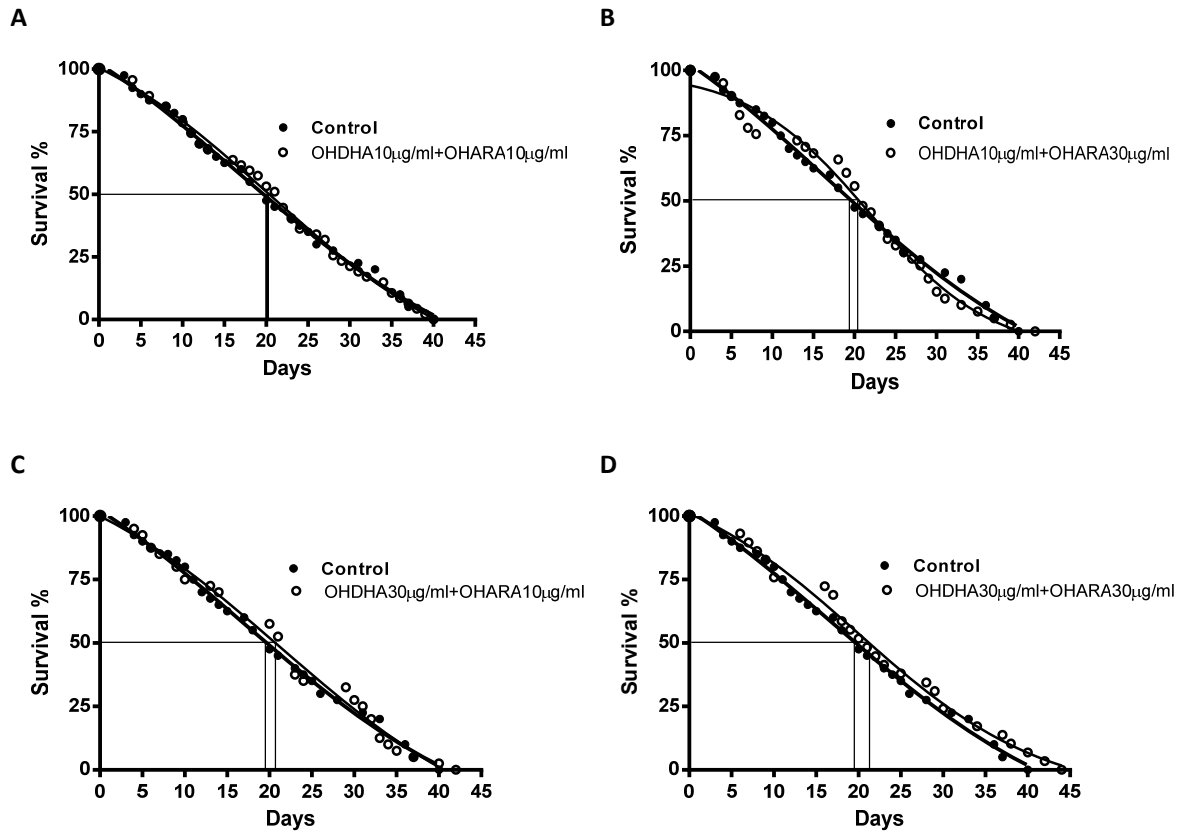 A
100
75
50
25
0
Survival %
Control
OHDHA10µg/ml+OHARA10µg/ml
0 5 10 15 20 25 30 35 40 45
Days
B
100
75
50
25
0
Survival %
Control
OHDHA10µg/ml+OHARA30µg/ml
0 5 10 15 20 25 30 35 40 45
Days
C
100
75
50
25
0
Survival %
Control
OHDHA30µg/ml+OHARA10µg/ml
0 5 10 15 20 25 30 35 40 45
Days
D
100
75
50
25
0
Survival %
Control
OHDHA30µg/ml+OHARA30µg/ml
0 5 10 15 20 25 30 35 40 45
Days